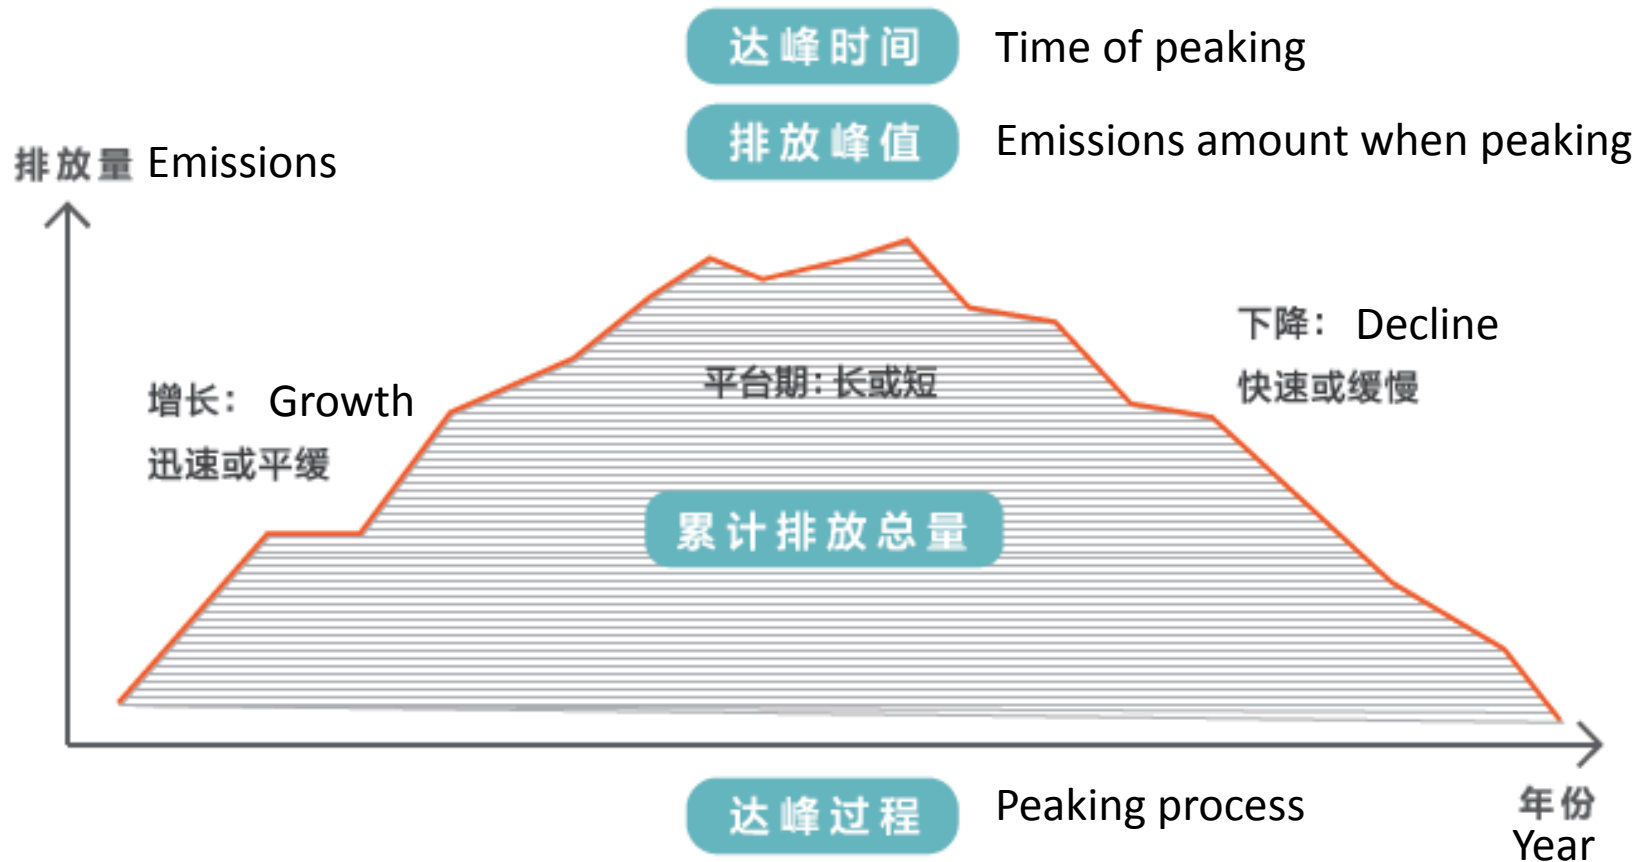 达峰时间 Time of peaking
排放峰值 Emissions amount when peaking
排放量 Emissions
下降： Decline
快速或缓慢
平台期：长或短
增长： Growth
迅速或平缓
累计排放总量
达峰过程 Peaking process
年份
Year